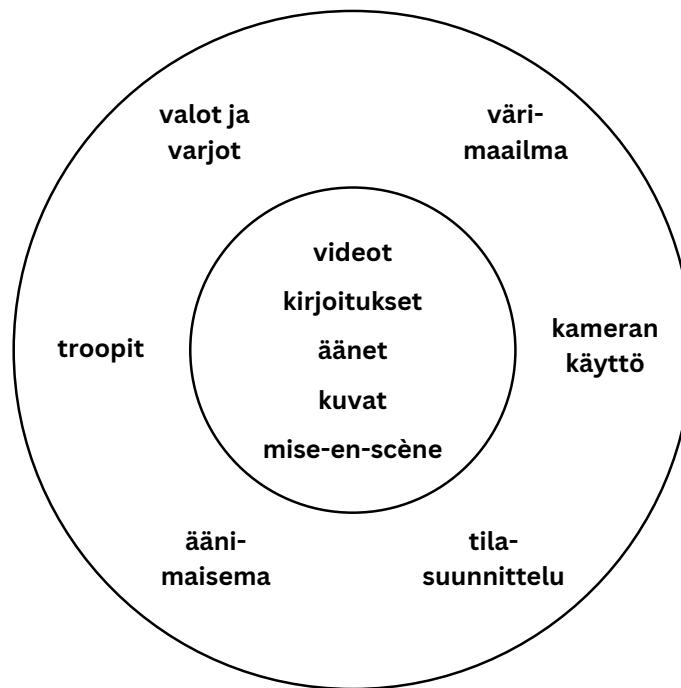 valot ja
varjot
väri-
maailma
videot
kirjoitukset
äänet
kuvat
mise-en-scène
troopit
kameran
käyttö
ääni-
maisema
tila-
suunnittelu